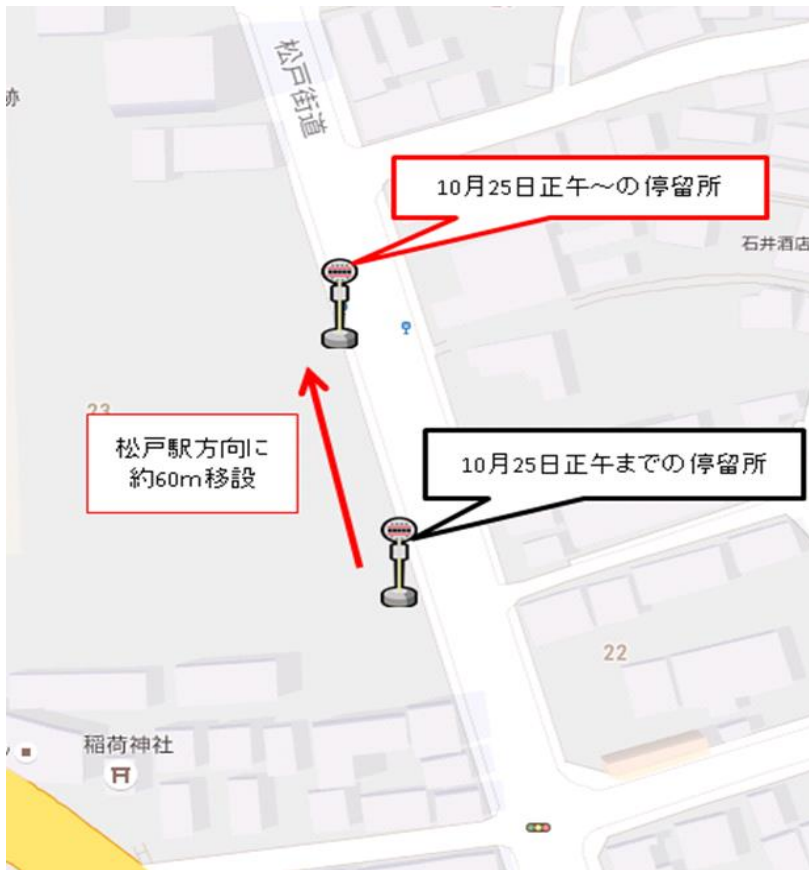 松戸街道
跡
10月25日正午～の停留所
石井酒店
23
松戸駅方向に
約60m移設
10月25日正午までの停留所
22
稲荷神社